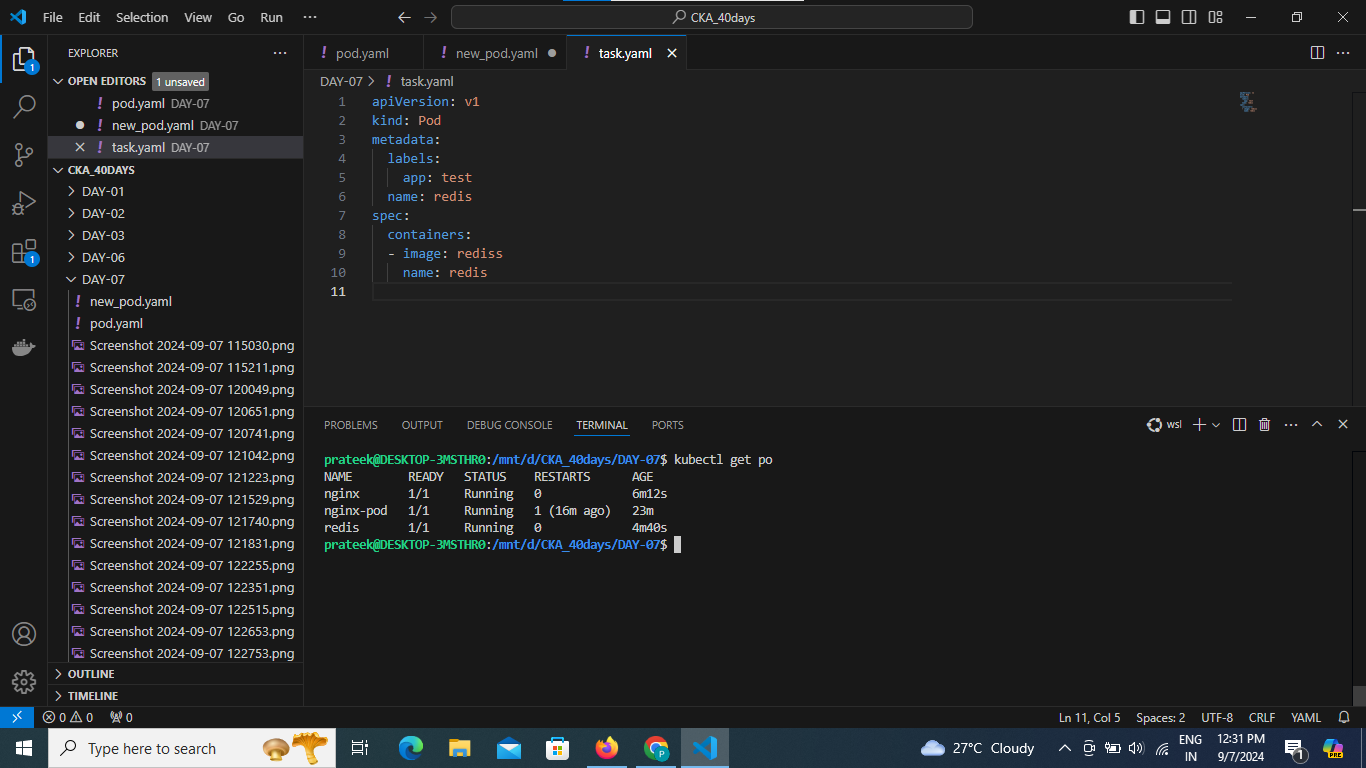 File Edit Selection View Go Run ··· CKA_40days
EXPLORER ···
OPEN EDITORS 1 unsaved
pod.yaml DAY-07
new_pod.yaml DAY-07
task.yaml DAY-07
CKA_40DAYS
DAY-01
DAY-02
DAY-03
DAY-06
DAY-07
new_pod.yaml
pod.yaml
Screenshot 2024-09-07 115030.png
Screenshot 2024-09-07 115211.png
Screenshot 2024-09-07 120049.png
Screenshot 2024-09-07 120651.png
Screenshot 2024-09-07 120741.png
Screenshot 2024-09-07 121042.png
Screenshot 2024-09-07 121223.png
Screenshot 2024-09-07 121529.png
Screenshot 2024-09-07 121740.png
Screenshot 2024-09-07 121831.png
Screenshot 2024-09-07 122255.png
Screenshot 2024-09-07 122351.png
Screenshot 2024-09-07 122515.png
Screenshot 2024-09-07 122653.png
Screenshot 2024-09-07 122753.png
OUTLINE
TIMELINE
1
1
! pod.yaml ! new_pod.yaml ! task.yaml
DAY-07 > ! task.yaml
1 apiVersion: v1
2 kind: Pod
3 metadata:
4 labels:
5 app: test
6 name: redis
7 spec:
8 containers:
9 - image: rediss
10 name: redis
11
PROBLEMS OUTPUT DEBUG CONSOLE TERMINAL PORTS wsl
prateek@DESKTOP-3MSTHR0:/mnt/d/CKA_40days/DAY-07$ kubectl get po
NAME READY STATUS RESTARTS AGE
nginx 1/1 Running 0 6m12s
nginx-pod 1/1 Running 1 (16m ago) 23m
redis 1/1 Running 0 4m40s
prateek@DESKTOP-3MSTHR0:/mnt/d/CKA_40days/DAY-07$
0 0 0 Ln 11, Col 5 Spaces: 2 UTF-8 CRLF YAML
Type here to search 27°C Cloudy
ENG
IN
12:31 PM
9/7/2024
1
PRE